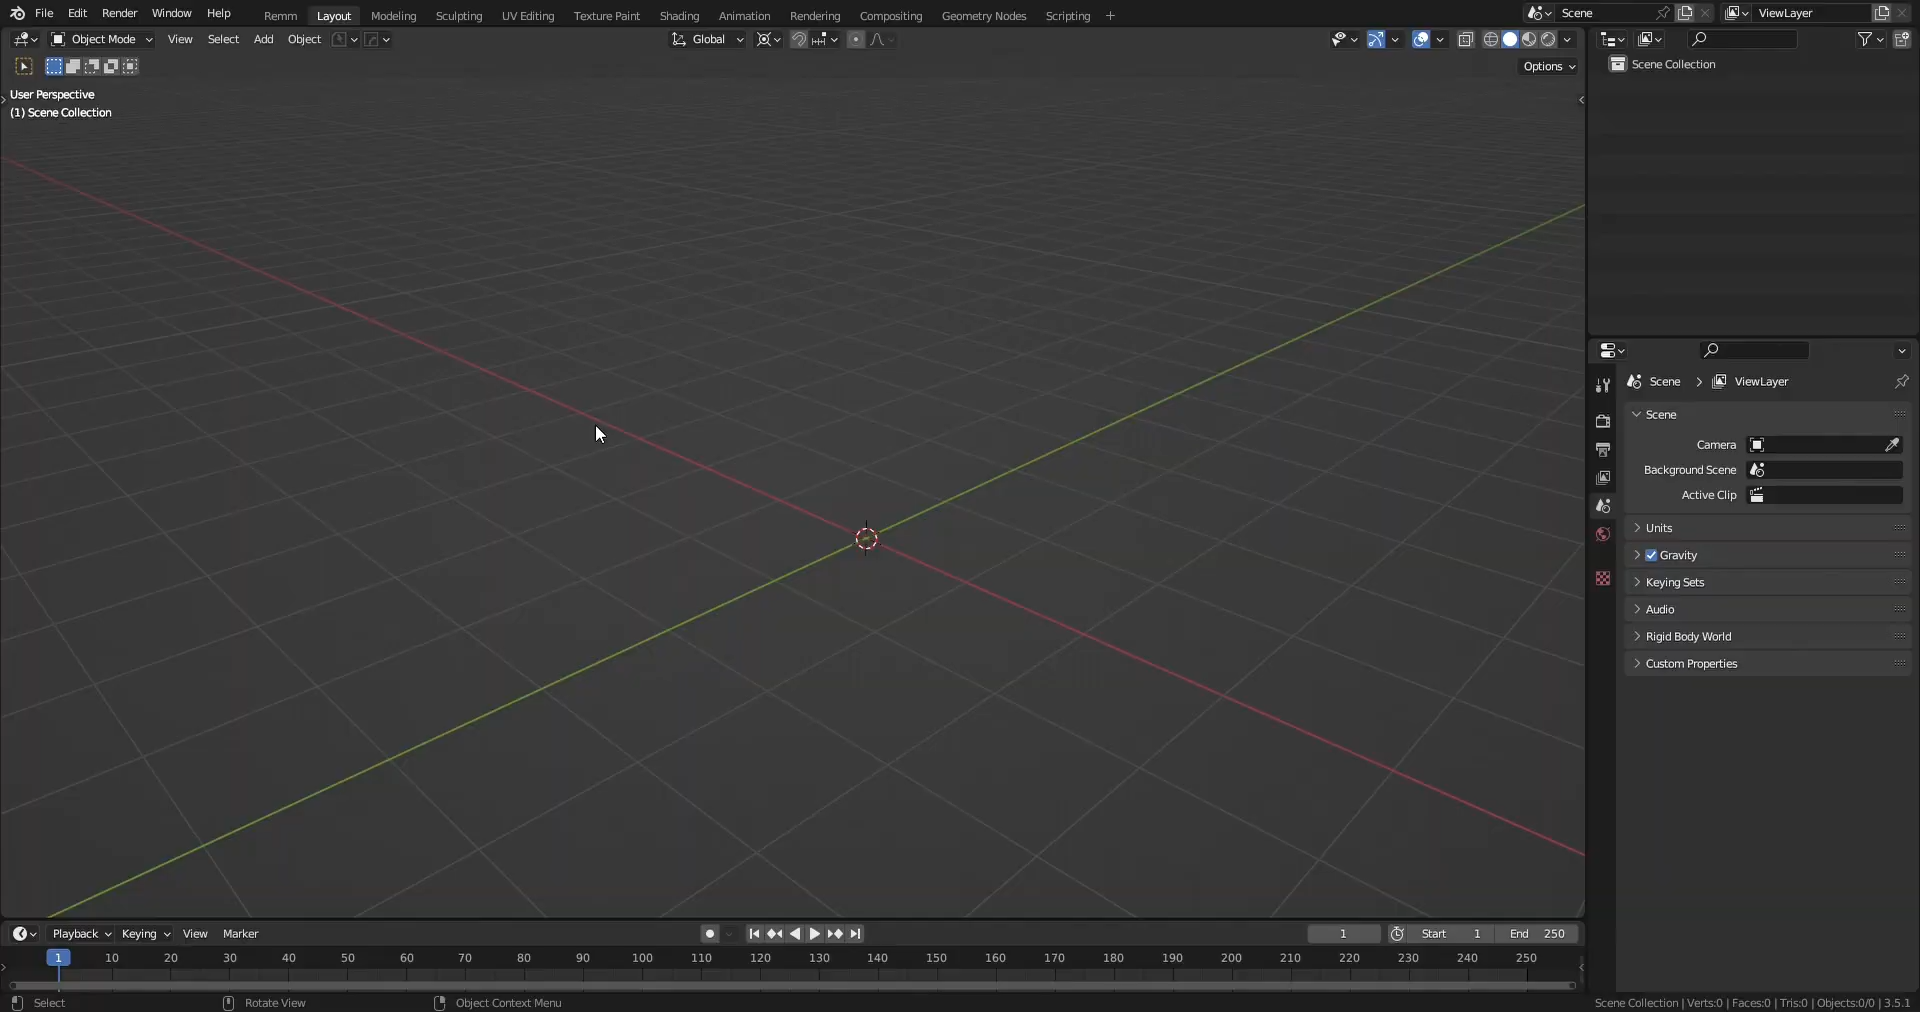 File Edit Render Window Help Remm Layout Modeling Sculpting UV Editing Texture Paint Shading Animation Rendering Compositing Geometry Nodes Scripting + Scene ViewLayer
Object Mode View Select Add Object Global
Options
User Perspective
(1) Scene Collection
Scene Collection
Scene > ViewLayer
Scene
Camera
Background Scene
Active Clip
Units
Gravity
Keying Sets
Audio
Rigid Body World
Custom Properties
Playback Keying View Marker 1 Start 1 End 250
1 10 20 30 40 50 60 70 80 90 100 110 120 130 140 150 160 170 180 190 200 210 220 230 240 250
Select Rotate View Object Context Menu Scene Collection | Verts:0 | Faces:0 | Tris:0 | Objects:0/0 | 3.5.1